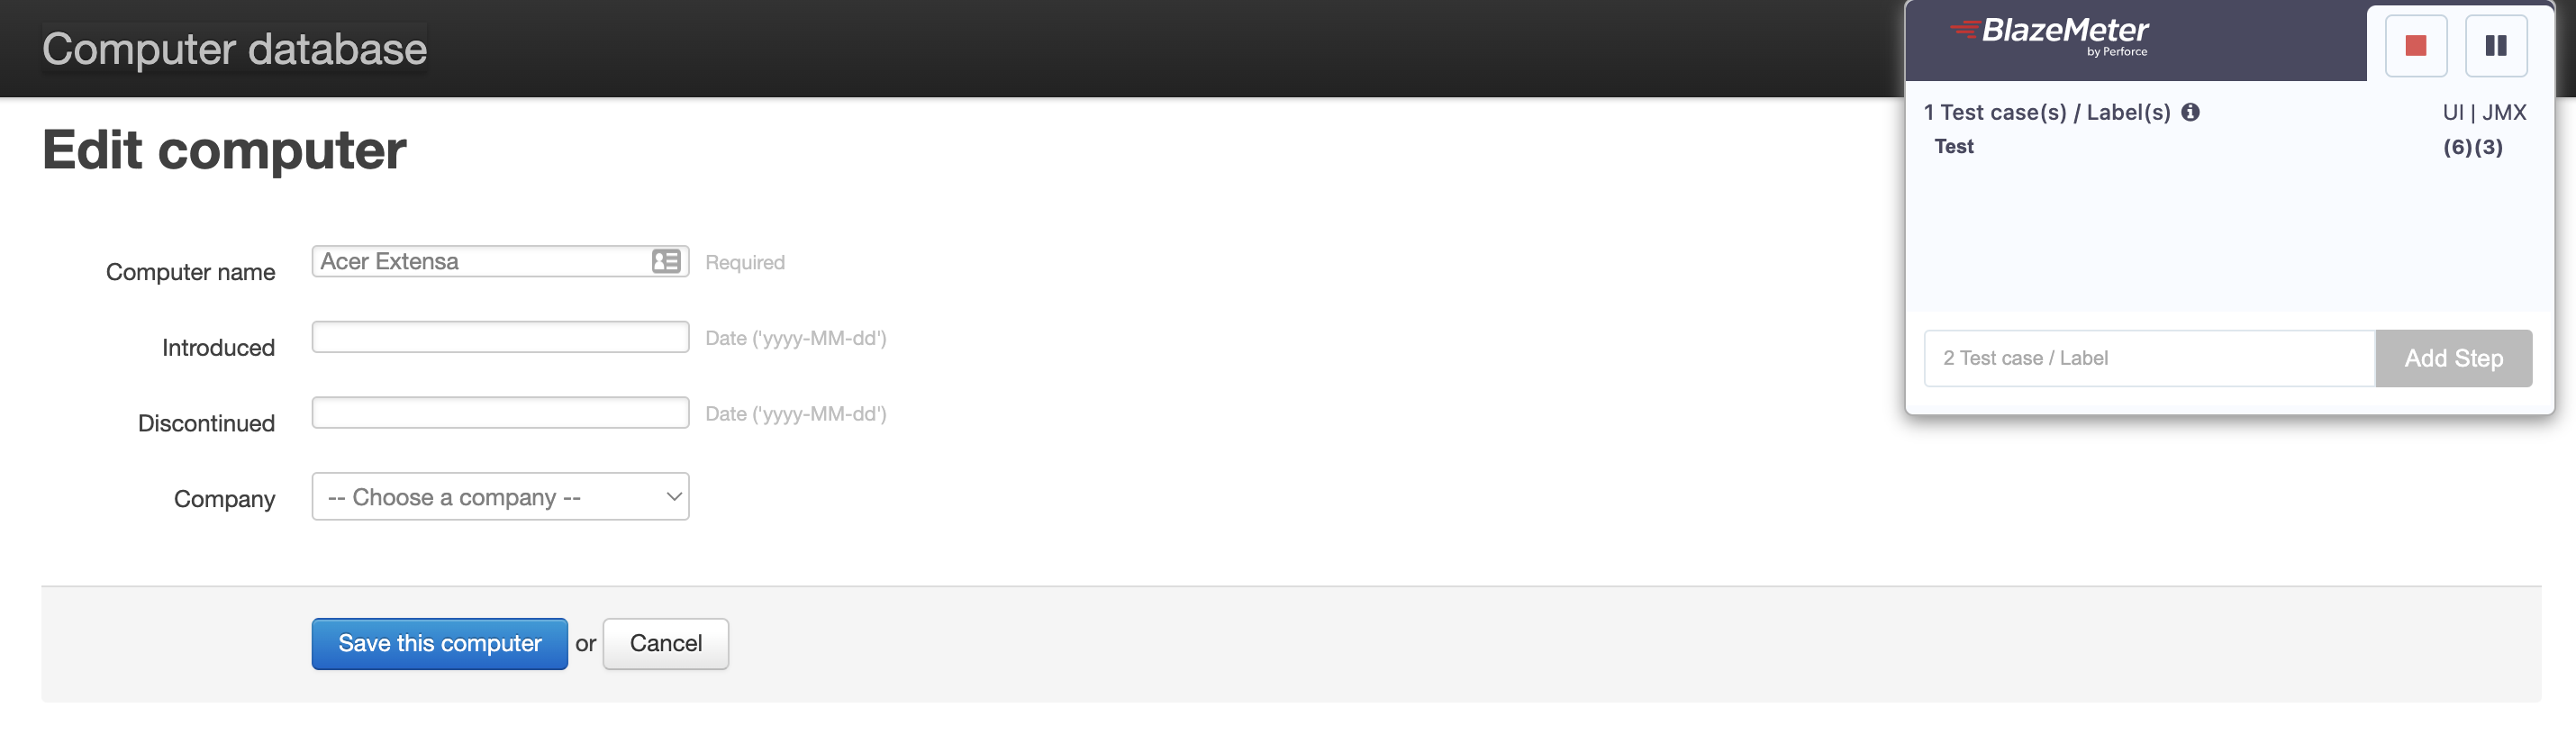 Computer database
Edit computer
Computer name
Acer Extensa
Required
Introduced
Date ('yyyy-MM-dd')
Discontinued
Date ('yyyy-MM-dd')
Company
-- Choose a company --
Save this computer or Cancel
BlazeMeter
by Perforce
1 Test case(s) / Label(s)
UI | JMX
Test
(6)(3)
2 Test case / Label
Add Step